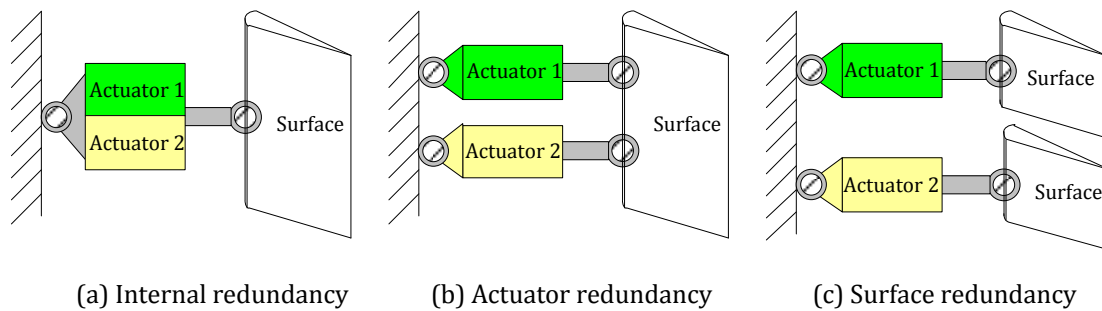 Actuator 1
Actuator 2
Surface
(a) Internal redundancy
Actuator 1
Actuator 2
Surface
(b) Actuator redundancy
Actuator 1
Surface
Actuator 2
Surface
(c) Surface redundancy